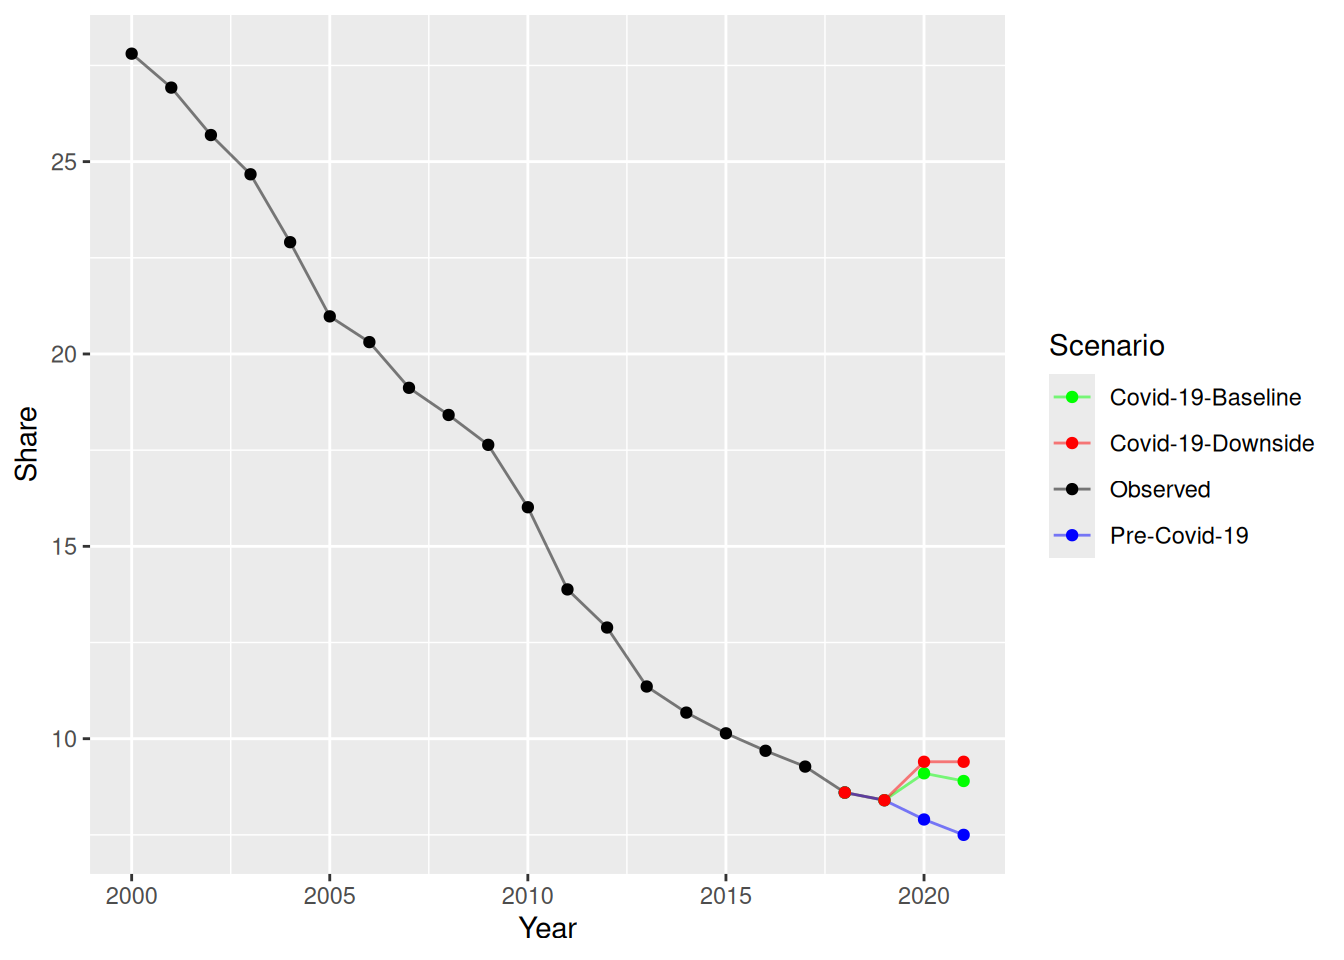 25
20
15
10
Share
2000 2005 2010 2015 2020
Year
Scenario
Covid-19-Baseline
Covid-19-Downside
Observed
Pre-Covid-19